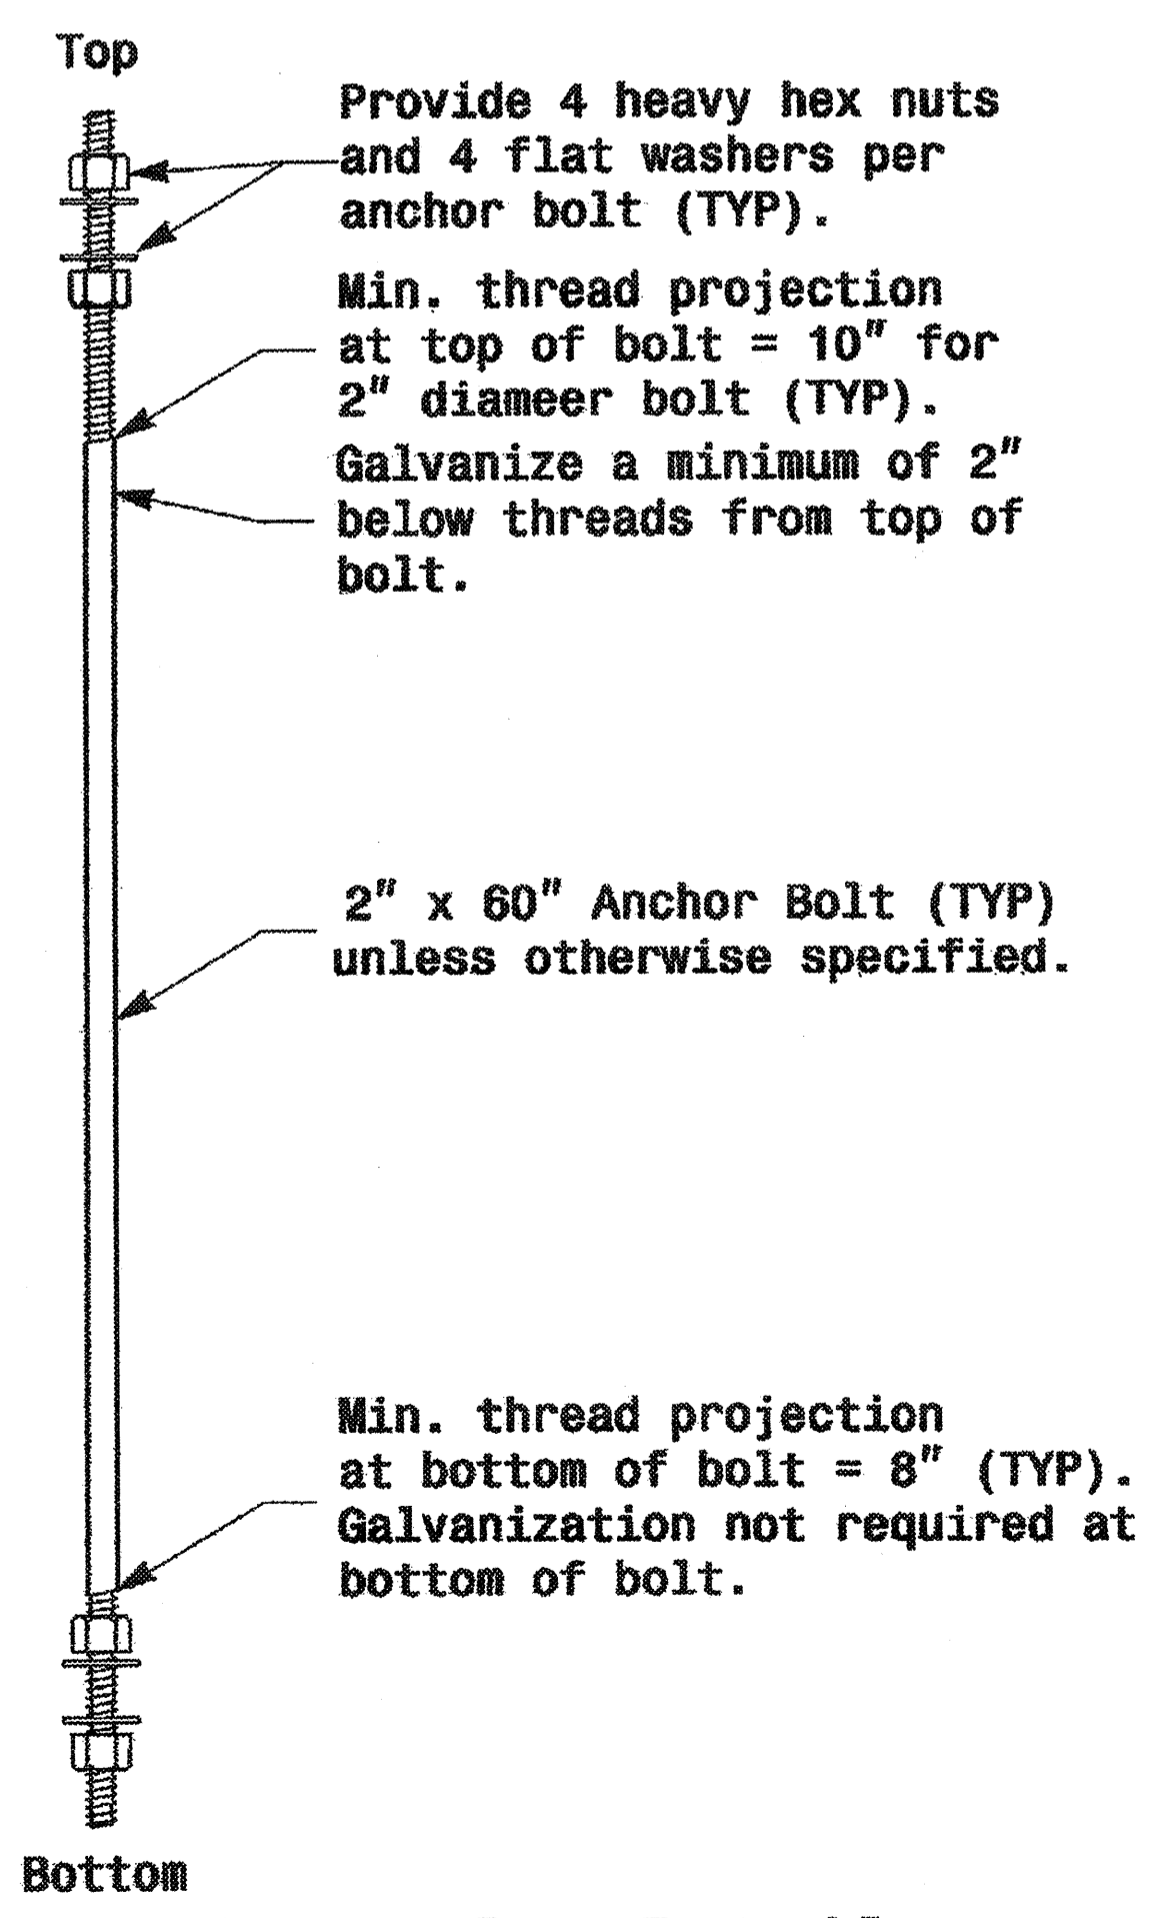 Top
Provide 4 heavy hex nuts
and 4 flat washers per
anchor bolt (TYP).
Min. thread projection
at top of bolt = 10" for
2" diameer bolt (TYP).
Galvanize a minimum of 2"
below threads from top of
bolt.
2" x 60" Anchor Bolt (TYP)
unless otherwise specified.
Min. thread projection
at bottom of bolt = 8" (TYP).
Galvanization not required at
bottom of bolt.
Bottom